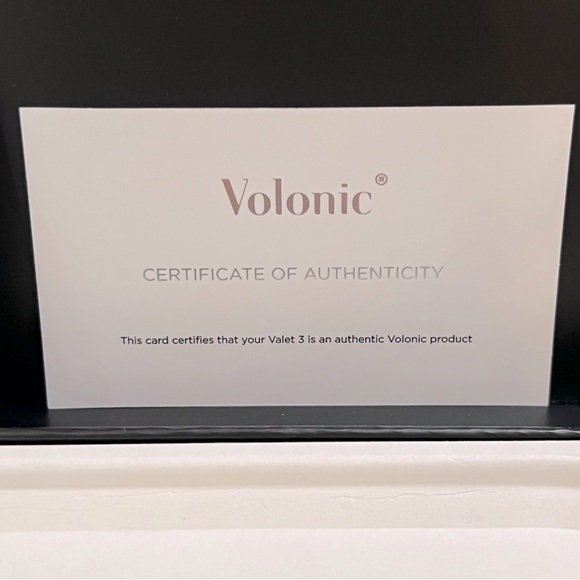 Volonic®
CERTIFICATE OF AUTHENTICITY
This card certifies that your Valet 3 is an authentic Volonic product